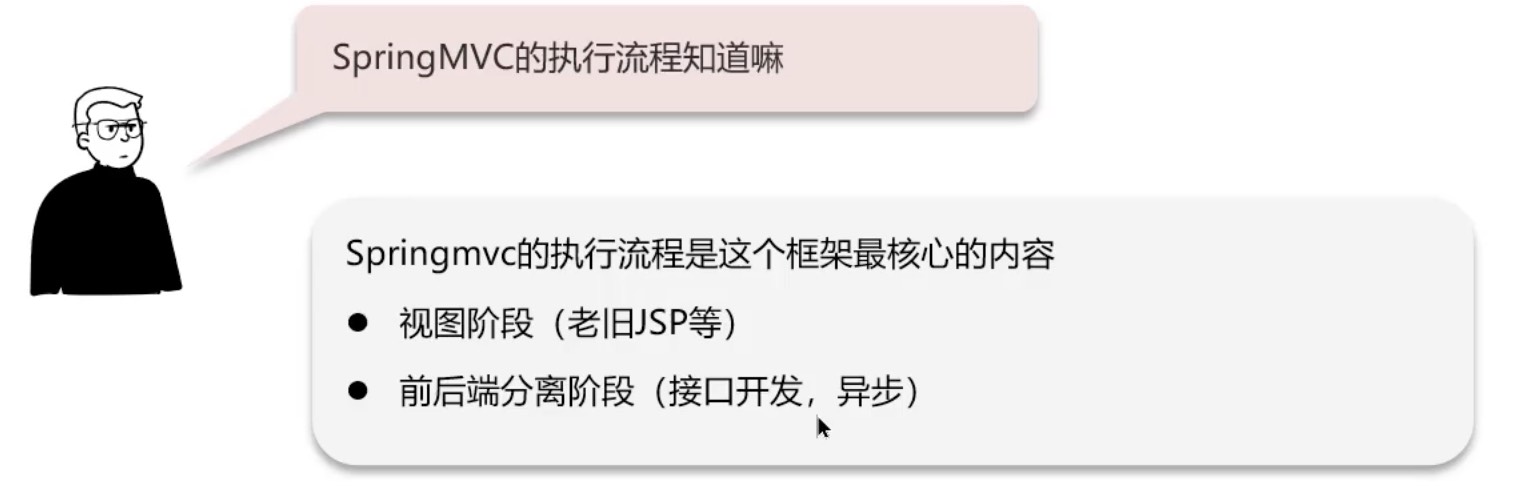 SpringMVC的执行流程知道嘛
Springmvc的执行流程是这个框架最核心的内容
● 视图阶段（老旧JSP等）
● 前后端分离阶段（接口开发，异步）